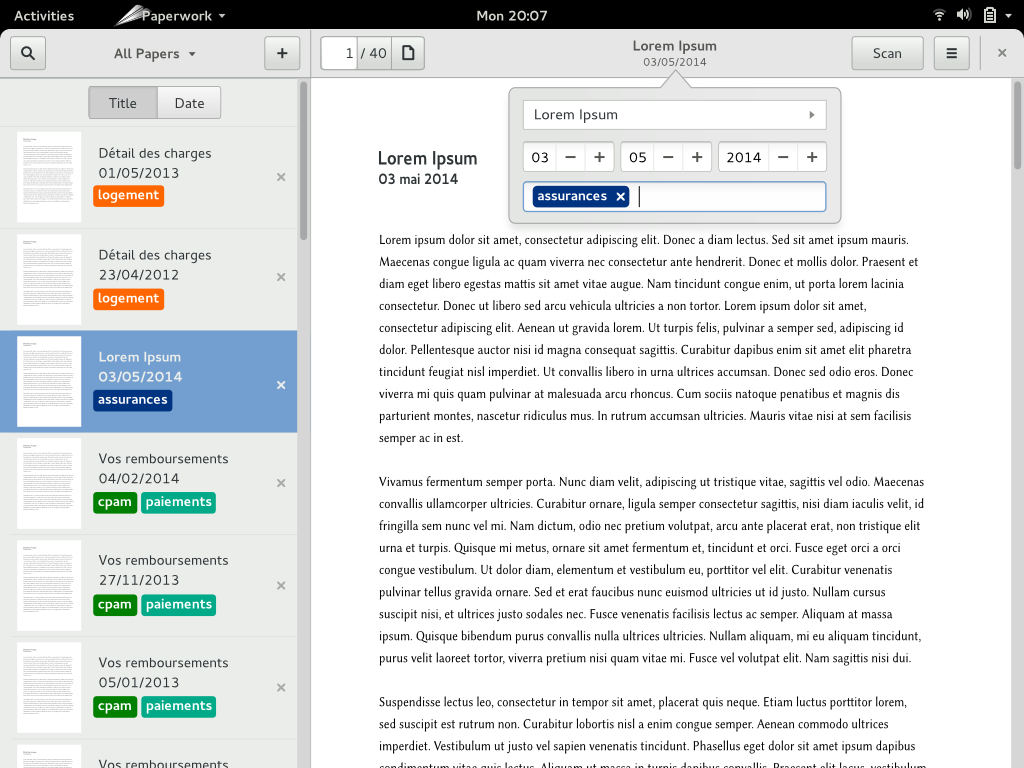 Activities Paperwork Mon 20:07
All Papers + 1 / 40 Lorem Ipsum Scan
03/05/2014
Title Date
Détail des charges
01/05/2013
logement
Détail des charges
23/04/2012
logement
Lorem Ipsum
03/05/2014
assurances
Vos remboursements
04/02/2014
cpam paiements
Vos remboursements
27/11/2013
cpam paiements
Vos remboursements
05/01/2013
cpam paiements
Vos remboursements
Lorem Ipsum
03 − + 05 − + 2014 − +
assurances ×
Lorem Ipsum
03 mai 2014
Lorem ipsum dolor sit amet, consectetur adipiscing elit. Donec a diam lectus. Sed sit amet ipsum mauris.
Maecenas congue ligula ac quam viverra nec consectetur ante hendrerit. Donec et mollis dolor. Praesent et
diam eget libero egestas mattis sit amet vitae augue. Nam tincidunt congue enim, ut porta lorem lacinia
consectetur. Donec ut libero sed arcu vehicula ultricies a non tortor. Lorem ipsum dolor sit amet,
consectetur adipiscing elit. Aenean ut gravida lorem. Ut turpis felis, pulvinar a semper sed, adipiscing id
dolor. Pellentesque auctor nisi id magna consequat sagittis. Curabitur dapibus enim sit amet elit pharetra
tincidunt feugiat nisl imperdiet. Ut convallis libero in urna ultrices accumsan. Donec sed odio eros. Donec
viverra mi quis quam pulvinar at malesuada arcu rhoncus. Cum sociis natoque penatibus et magnis dis
parturient montes, nascetur ridiculus mus. In rutrum accumsan ultricies. Mauris vitae nisi at sem facilisis
semper ac in est.
Vivamus fermentum semper porta. Nunc diam velit, adipiscing ut tristique vitae, sagittis vel odio. Maecenas
convallis ullamcorper ultricies. Curabitur ornare, ligula semper consectetur sagittis, nisi diam iaculis velit, id
fringilla sem nunc vel mi. Nam dictum, odio nec pretium volutpat, arcu ante placerat erat, non tristique elit
urna et turpis. Quisque mi metus, ornare sit amet fermentum et, tincidunt et orci. Fusce eget orci a orci
congue vestibulum. Ut dolor diam, elementum et vestibulum eu, porttitor vel elit. Curabitur venenatis
pulvinar tellus gravida ornare. Sed et erat faucibus nunc euismod ultricies ut id justo. Nullam cursus
suscipit nisi, et ultrices justo sodales nec. Fusce venenatis facilisis lectus ac semper. Aliquam at massa
ipsum. Quisque bibendum purus convallis nulla ultrices ultricies. Nullam aliquam, mi eu aliquam tincidunt,
purus velit laoreet tortor, viverra pretium nisi quam vitae mi. Fusce vel volutpat elit. Nam sagittis nisi dui.
Suspendisse lectus leo, consectetur in tempor sit amet, placerat quis neque. Etiam luctus porttitor lorem,
sed suscipit est rutrum non. Curabitur lobortis nisl a enim congue semper. Aenean commodo ultrices
imperdiet. Vestibulum ut justo vel sapien venenatis tincidunt. Phasellus eget dolor sit amet ipsum dapibus
condimentum vitae quis lectus. Aliquam ut massa in turpis dapibus convallis. Praesent elit lacus, vestibulum